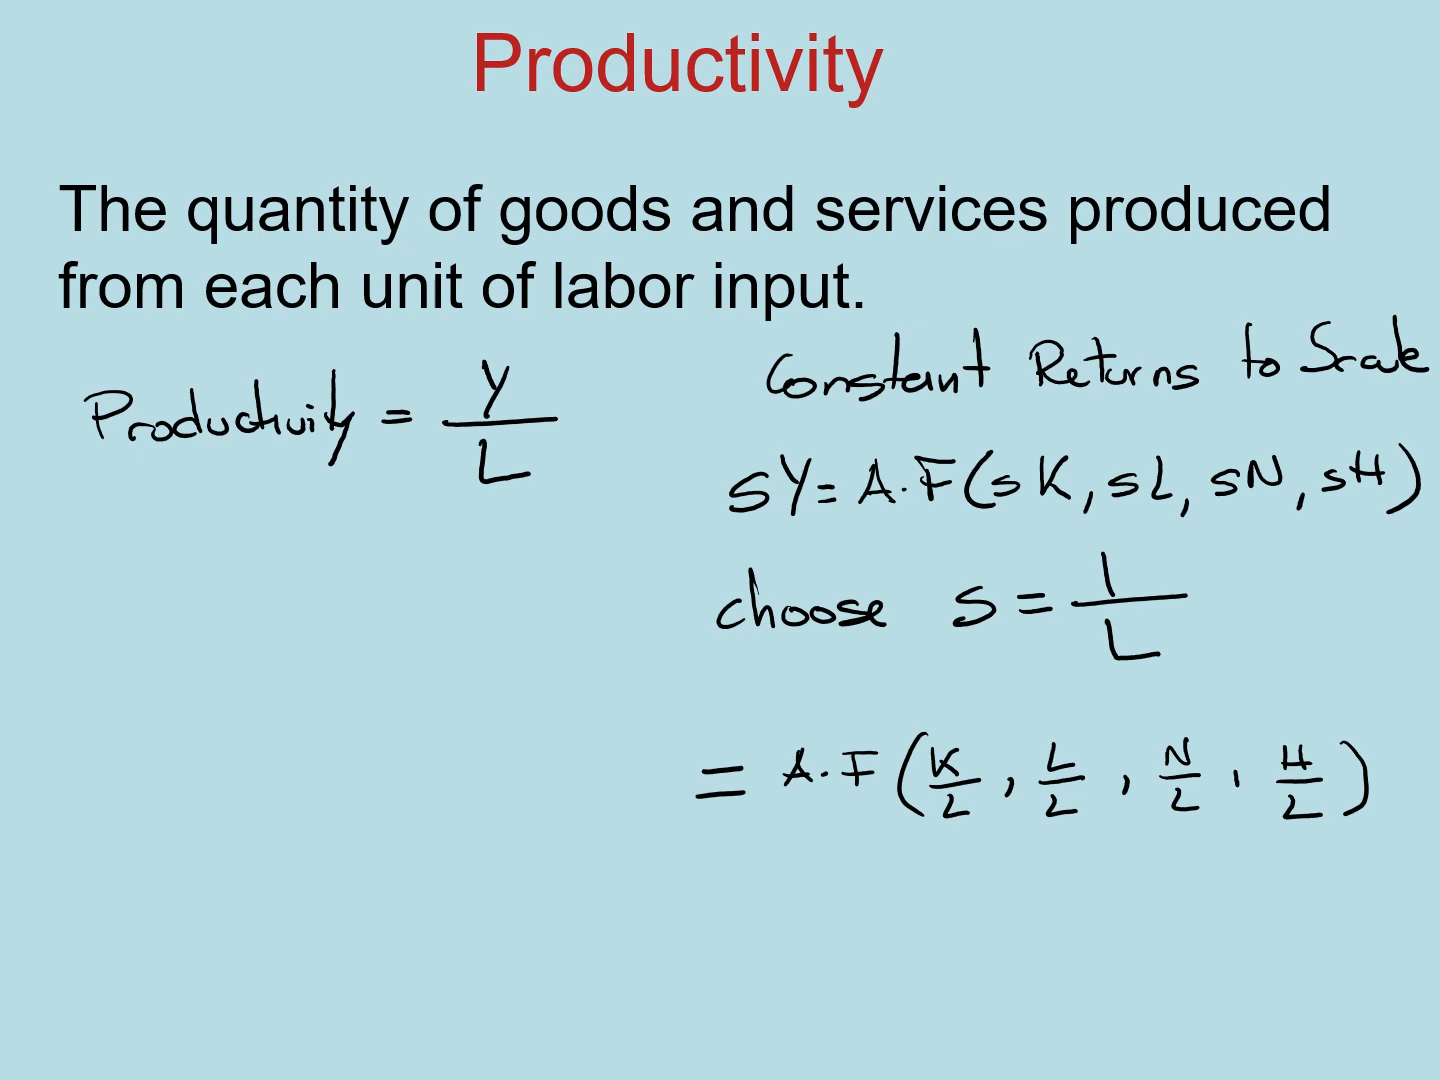 Productivity
The quantity of goods and services produced
from each unit of labor input.
Productivity = Y/L
Constant Returns to Scale
sY = A·F(sK, sL, sN, sH)
choose s = 1/L
= A·F(K/L, L/L, N/L, H/L)